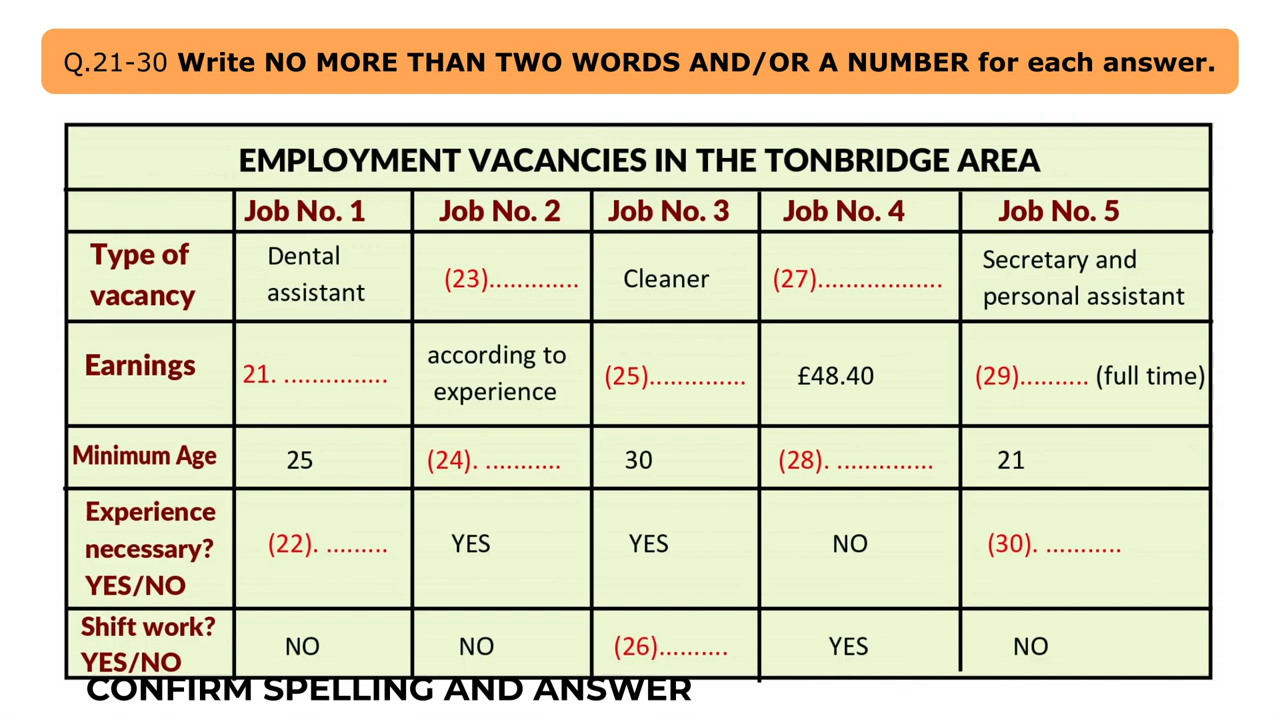 Q.21-30 Write NO MORE THAN TWO WORDS AND/OR A NUMBER for each answer.
EMPLOYMENT VACANCIES IN THE TONBRIDGE AREA
Job No. 1 Job No. 2 Job No. 3 Job No. 4 Job No. 5
Type of vacancy Dental assistant (23)............. Cleaner (27).................. Secretary and personal assistant
Earnings 21. ............... according to experience (25).............. £48.40 (29).......... (full time)
Minimum Age 25 (24). ........... 30 (28). .............. 21
Experience necessary? YES/NO (22). ......... YES YES NO (30). ...........
Shift work? YES/NO NO NO (26).......... YES NO
CONFIRM SPELLING AND ANSWER